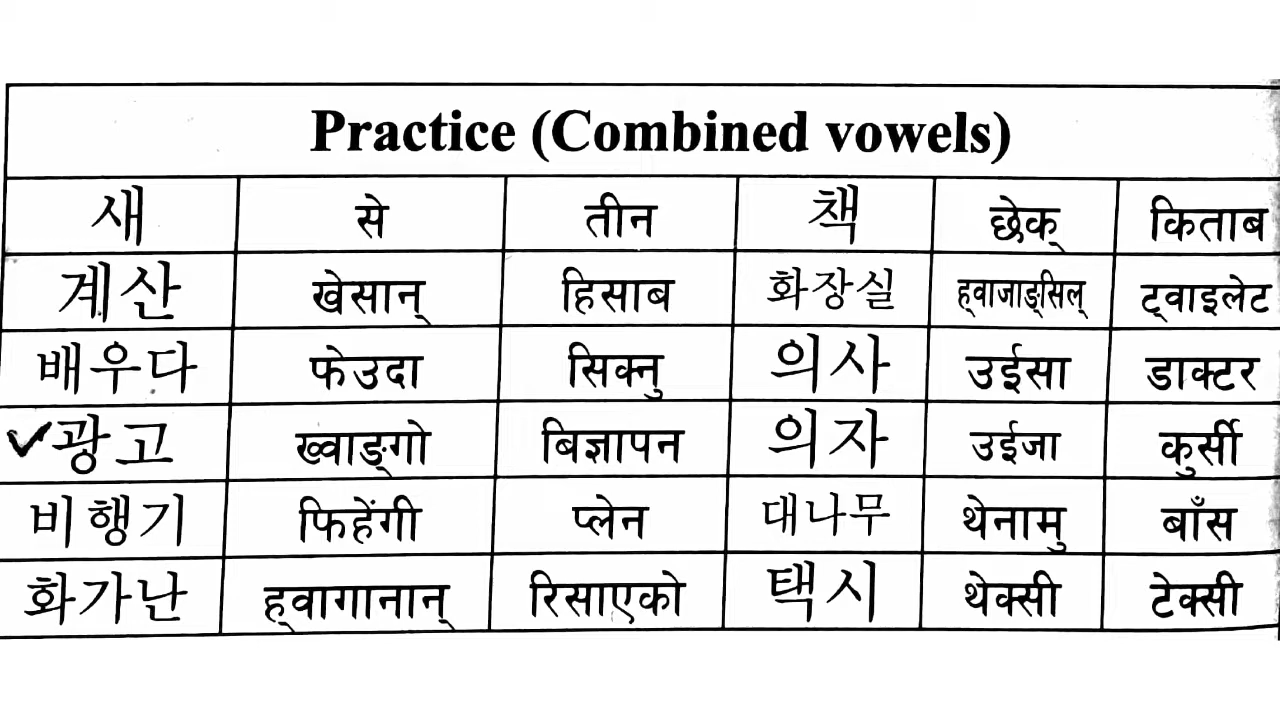 Practice (Combined vowels)
새 से तीन 책 छेक् किताब
계산 खेसान् हिसाब 화장실 ह्वाजाङ्सिल् ट्वाइलेट
배우다 फेउदा सिक्नु 의사 उईसा डाक्टर
✓광고 ख्वाङ्गो बिज्ञापन 의자 उईजा कुर्सी
비행기 फिहेंगी प्लेन 대나무 थेनामु बाँस
화가난 ह्वागानान् रिसाएको 택시 थेक्सी टेक्सी